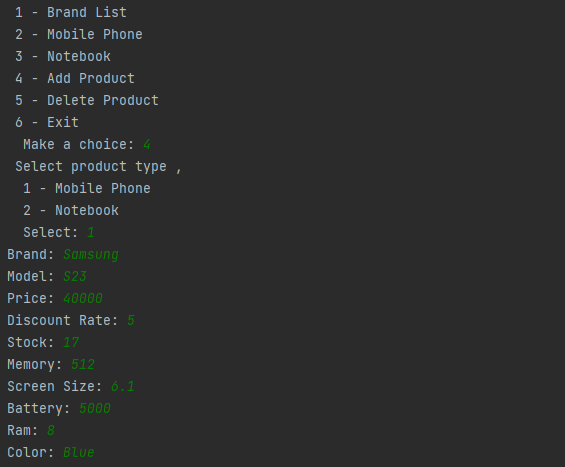 1 - Brand List
2 - Mobile Phone
3 - Notebook
4 - Add Product
5 - Delete Product
6 - Exit
Make a choice: 4
Select product type ,
1 - Mobile Phone
2 - Notebook
Select: 1
Brand: Samsung
Model: S23
Price: 40000
Discount Rate: 5
Stock: 17
Memory: 512
Screen Size: 6.1
Battery: 5000
Ram: 8
Color: Blue